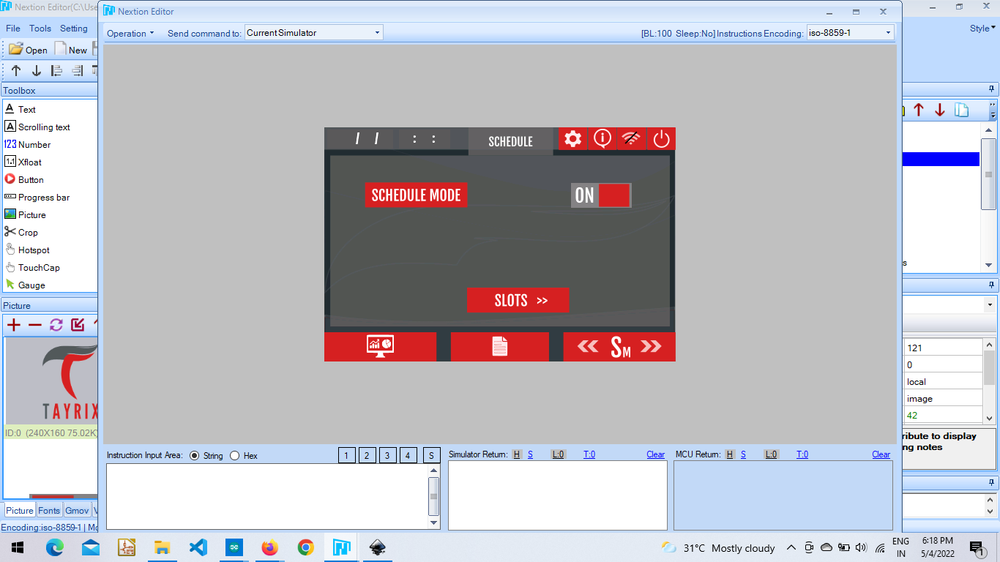 Nextion Editor(C:\Use
Nextion Editor
File Tools Setting
Style
Operation Send command to: Current Simulator
[BL:100 Sleep:No] Instructions Encoding: iso-8859-1
Open New
Toolbox
Text
Scrolling text
Number
Xfloat
Button
Progress bar
Picture
Crop
Hotspot
TouchCap
Gauge
/ / : : SCHEDULE
SCHEDULE MODE
ON
SLOTS >>
SM
Picture
TAYRIX
ID:0 (240X160 75.02K)
Picture Fonts Gmov V
Encoding:iso-8859-1 | Mo
s
121
0
local
image
42
ribute to display
ng notes
Instruction Input Area: String Hex 1 2 3 4 S
Simulator Return: H S L:0 T:0 Clear
MCU Return: H S L:0 T:0 Clear
31°C Mostly cloudy
ENG
IN
6:18 PM
5/4/2022
1